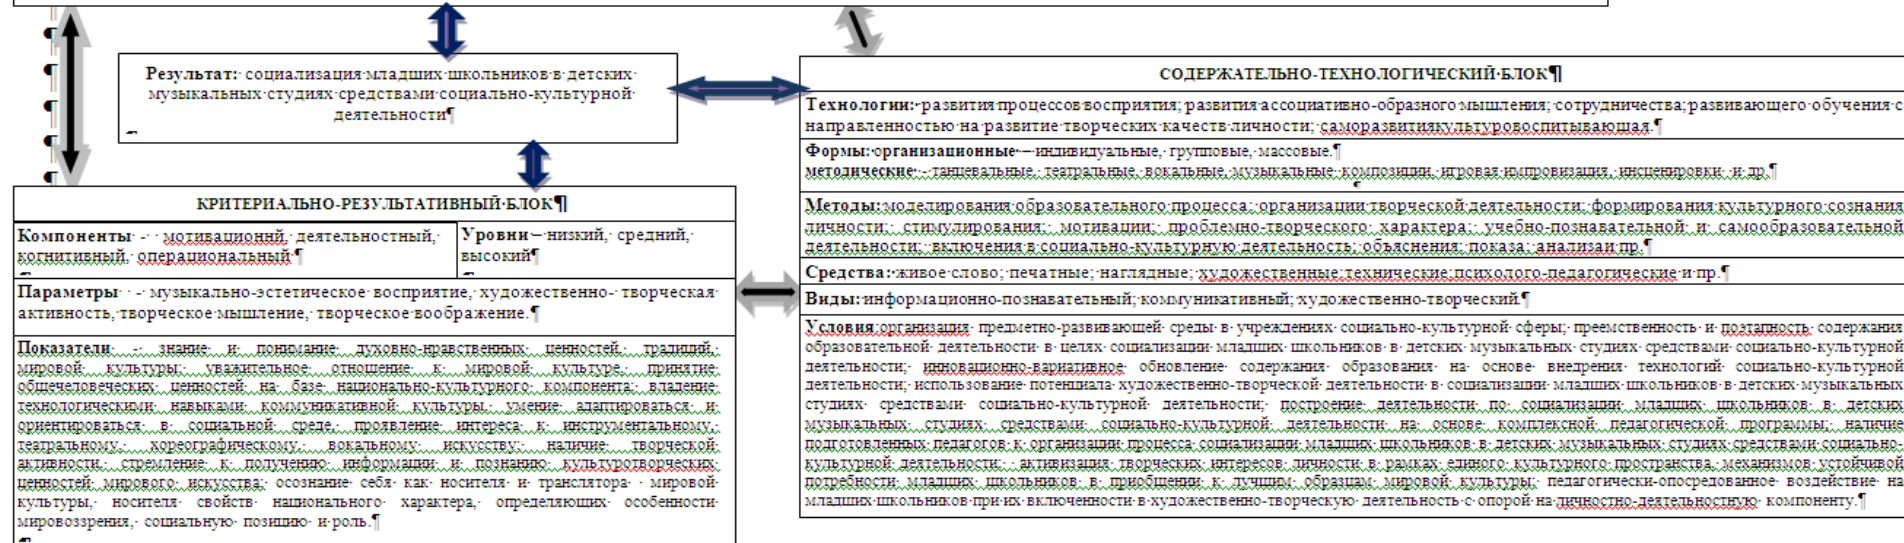 Результат: социализация младших школьников в детских
музыкальных студиях средствами социально-культурной
деятельности¶
КРИТЕРИАЛЬНО-РЕЗУЛЬТАТИВНЫЙ БЛОК¶
Компоненты - мотивационнй, деятельностный,
когнитивный, операциональный ¶
Уровни – низкий, средний,
высокий¶
Параметры - музыкально-эстетическое восприятие, художественно- творческая
активность, творческое мышление, творческое воображение.¶
Показатели - знание и понимание духовно-нравственных ценностей, традиций,
мировой культуры; уважительное отношение к мировой культуре, принятие
общечеловеческих ценностей на базе национально-культурного компонента; владение
технологическими навыками коммуникативной культуры, умение адаптироваться и
ориентироваться в социальной среде, проявление интереса к инструментальному,
театральному, хореографическому, вокальному искусству; наличие творческой
активности, стремление к получению информации и познанию культуротворческих
ценностей мирового искусства; осознание себя как носителя и транслятора мировой
культуры, носителя свойств национального характера, определяющих особенности
мировоззрения, социальную позицию и роль.¶
СОДЕРЖАТЕЛЬНО-ТЕХНОЛОГИЧЕСКИЙ БЛОК¶
Технологии: развития процессов восприятия; развития ассоциативно-образного мышления; сотрудничества; развивающего обучения с
направленностью на развитие творческих качеств личности; саморазвитиякультуровоспитывающая.¶
Формы: организационные – индивидуальные, групповые, массовые.¶
методические - танцевальные, театральные, вокальные, музыкальные композиции, игровая импровизация, инсценировки и др.¶
Методы: моделирования образовательного процесса; организации творческой деятельности; формирования культурного сознания
личности; стимулирования; мотивации; проблемно-творческого характера; учебно-познавательной и самообразовательной
деятельности; включения в социально-культурную деятельность; объяснения; показа; анализаи пр.¶
Средства: живое слово; печатные; наглядные; художественные;технические;психолого-педагогические и пр.¶
Виды: информационно-познавательный; коммуникативный; художественно-творческий.¶
Условия:организация предметно-развивающей среды в учреждениях социально-культурной сферы; преемственность и поэтапность содержания
образовательной деятельности в целях социализации младших школьников в детских музыкальных студиях средствами социально-культурной
деятельности; инновационно-вариативное обновление содержания образования на основе внедрения технологий социально-культурной
деятельности; использование потенциала художественно-творческой деятельности в социализации младших школьников в детских музыкальных
студиях средствами социально-культурной деятельности; построение деятельности по социализации младших школьников в детских
музыкальных студиях средствами социально-культурной деятельности на основе комплексной педагогической программы; наличие
подготовленных педагогов к организации процесса социализации младших школьников в детских музыкальных студиях средствами социально-
культурной деятельности; активизация творческих интересов личности в рамках единого культурного пространства, механизмов устойчивой
потребности младших школьников в приобщении к лучшим образцам мировой культуры; педагогически-опосредованное воздействие на
младших школьников при их включенности в художественно-творческую деятельность с опорой на личностно-деятельностную компоненту.¶